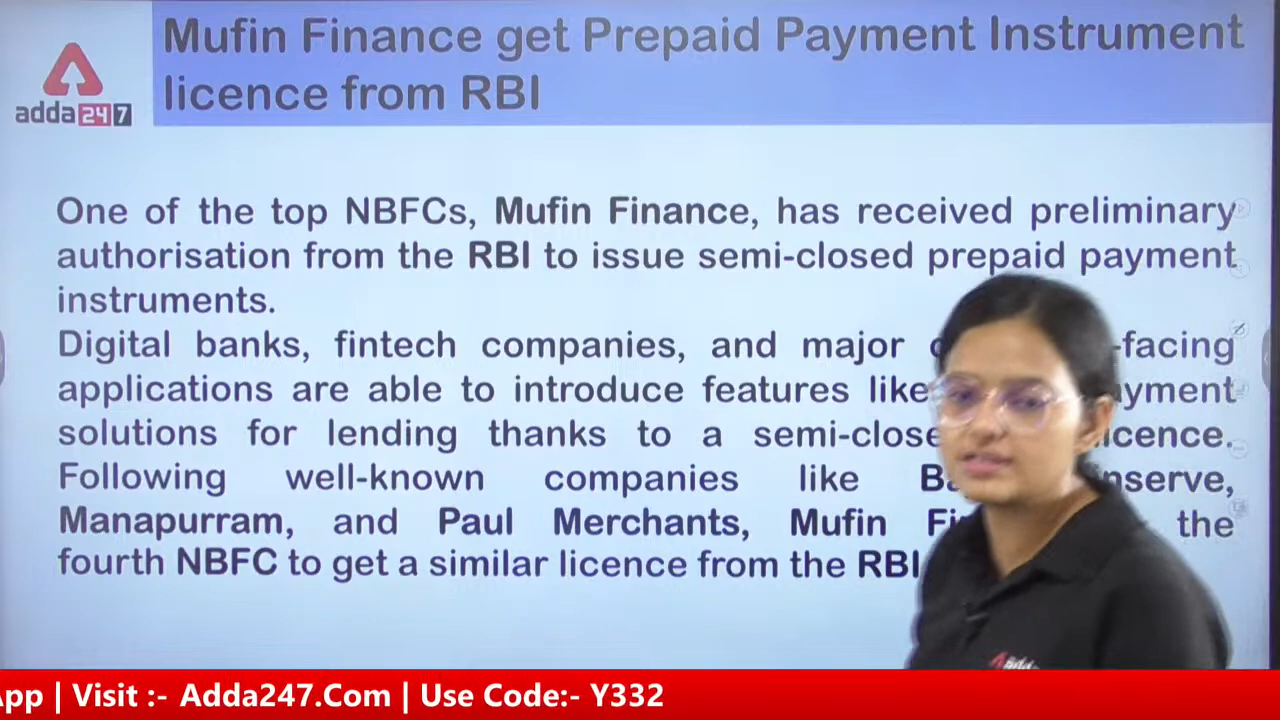 Mufin Finance get Prepaid Payment Instrument
licence from RBI
adda247
One of the top NBFCs, Mufin Finance, has received preliminary
authorisation from the RBI to issue semi-closed prepaid payment
instruments.
Digital banks, fintech companies, and major -facing
applications are able to introduce features like
solutions for lending thanks to a
Following well-known companies like
Manapurram, and Paul Merchants, Mufin the
fourth NBFC to get a similar licence from the RBI
App | Visit :- Adda247.Com | Use Code:- Y332